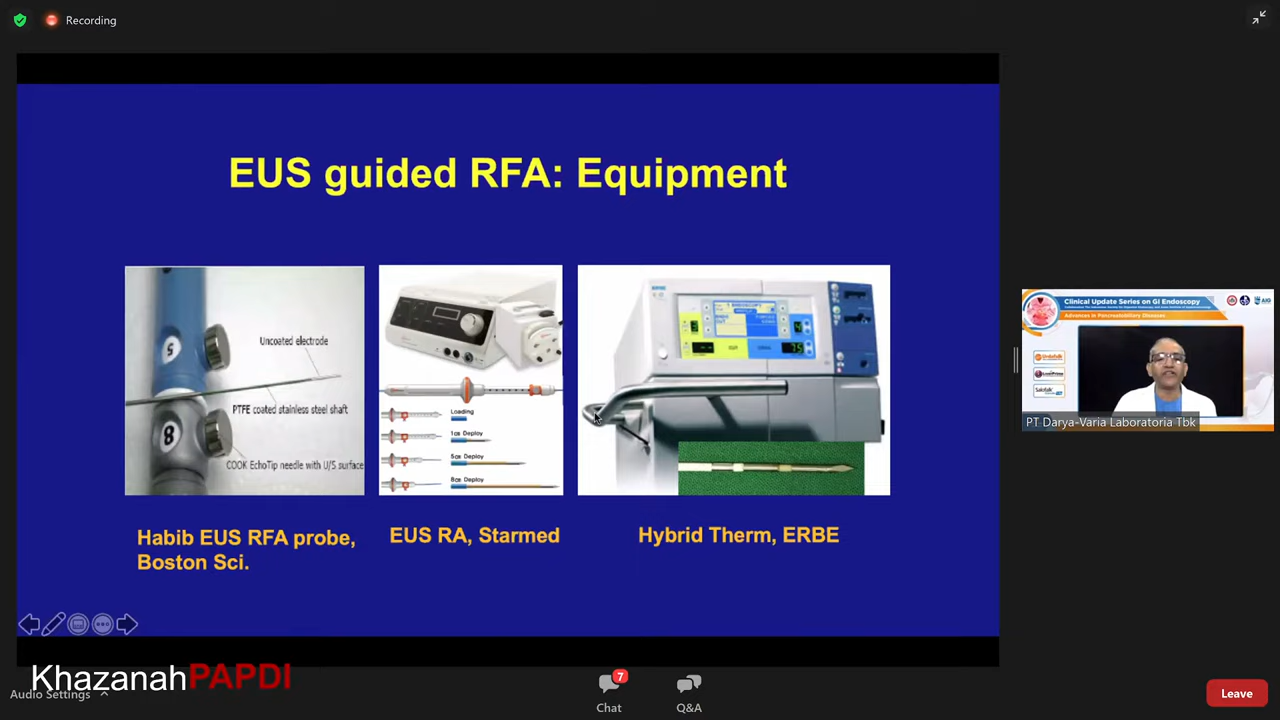 Recording
EUS guided RFA: Equipment
5
8
Uncoated electrode
PTFE coated stainless steel shaft
COOK EchoTip needle with U/S surface
Loading
1cm Deploy
5cm Deploy
8cm Deploy
Habib EUS RFA probe,
Boston Sci.
EUS RA, Starmed
Hybrid Therm, ERBE
Clinical Update Series on GI Endoscopy
Advances in Pancreatobiliary Diseases
AIG
PT Darya-Varia Laboratoria Tbk
KhazanahPAPDI
Audio Settings
7
Chat
Q&A
Leave